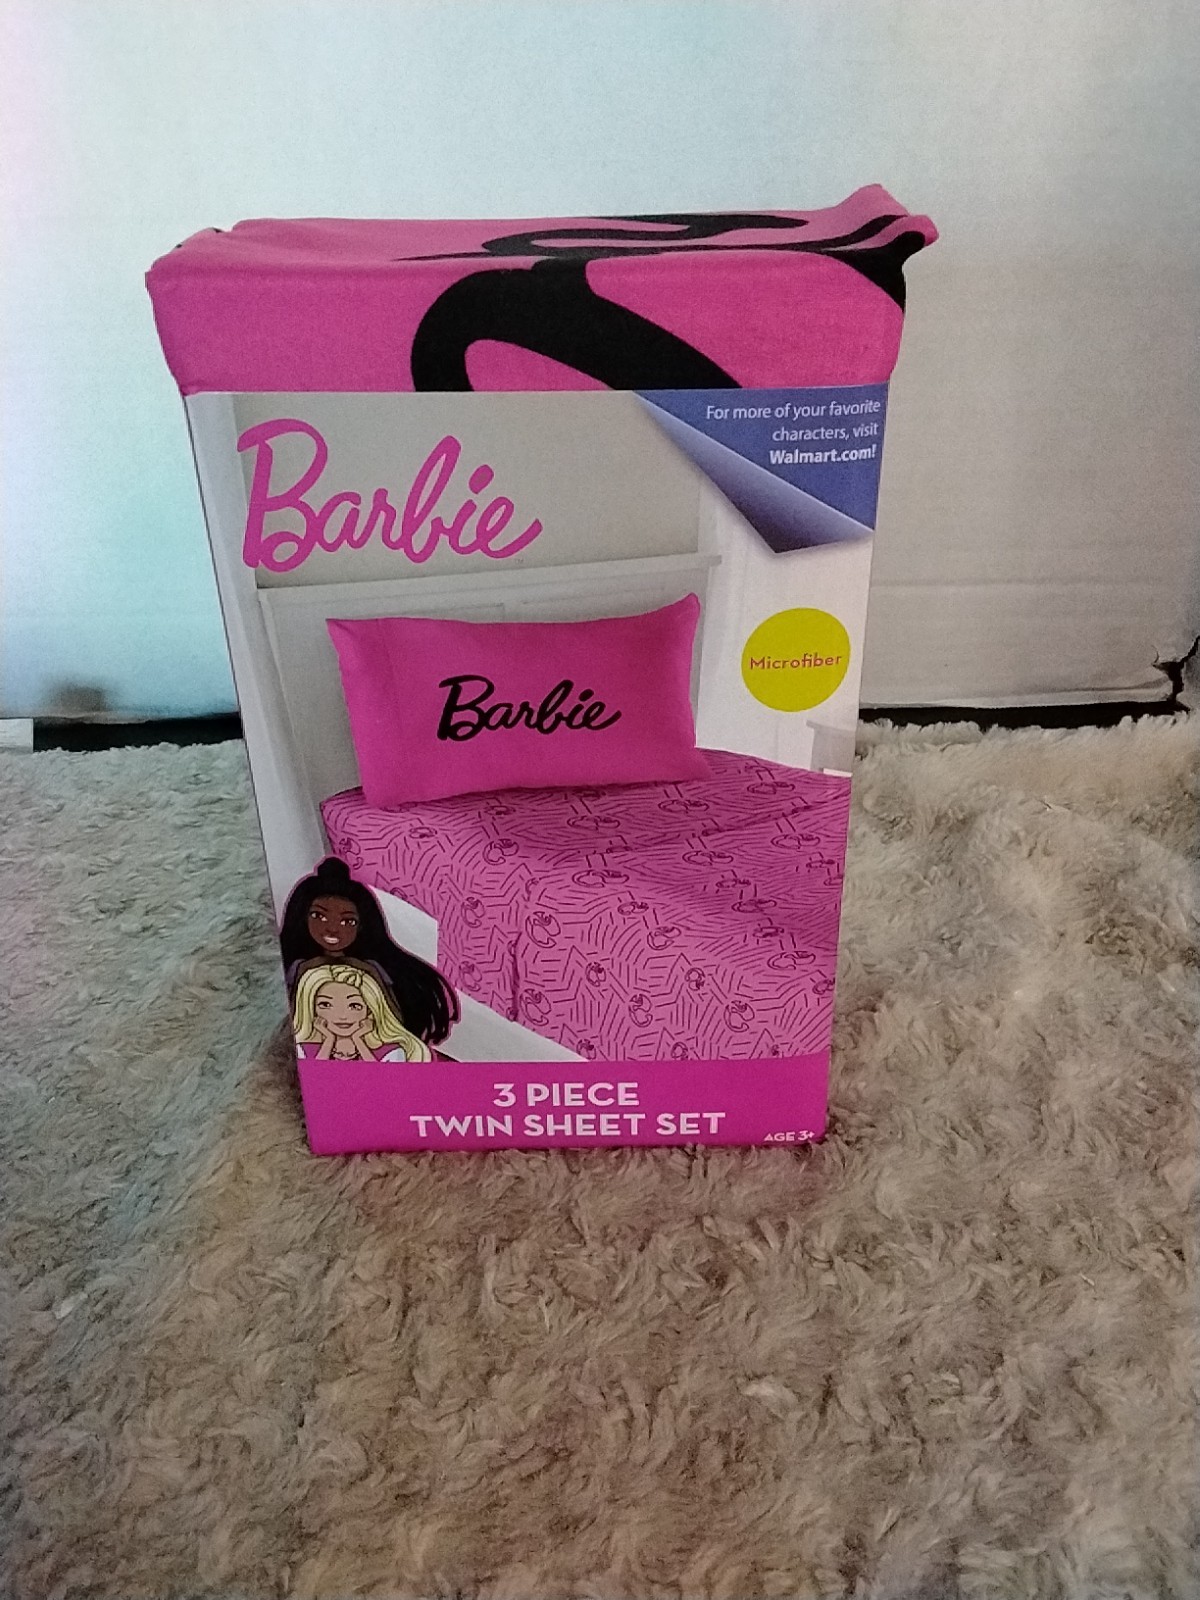 For more of your favorite
characters, visit
Walmart.com!
Barbie
Microfiber
Barbie
3 PIECE
TWIN SHEET SET
AGE 3+